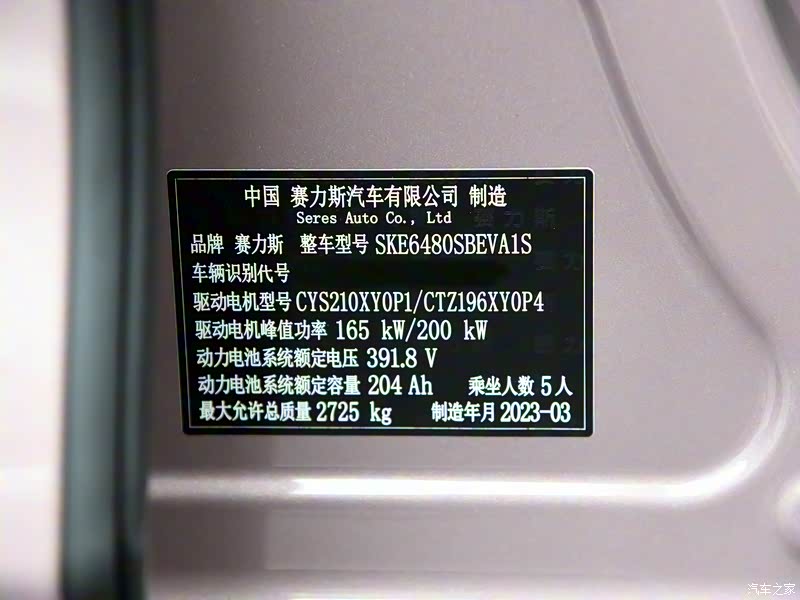 中国 赛力斯汽车有限公司 制造
Seres Auto Co., Ltd
品牌 赛力斯 整车型号 SKE6480SBEVA1S
车辆识别代号
驱动电机型号 CYS210XY0P1/CTZ196XY0P4
驱动电机峰值功率 165 kW/200 kW
动力电池系统额定电压 391.8 V
动力电池系统额定容量 204 Ah 乘坐人数 5人
最大允许总质量 2725 kg 制造年月 2023-03
汽车之家